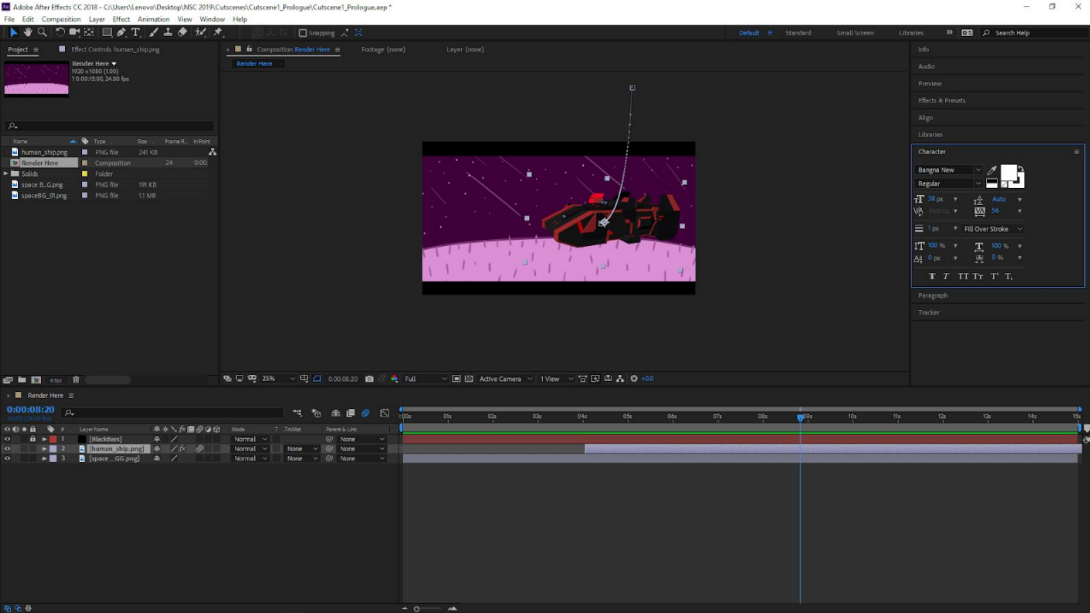 Adobe After Effects CC 2018 - C:\Users\Lenovo\Desktop\NSC 2019\Cutscenes\Cutscene1_Prologue\Cutscene1_Prologue.aep *
File Edit Composition Layer Effect Animation View Window Help
Snapping Default Standard Small Screen Libraries Search Help
Project Effect Controls human_ship.png Composition Render Here Footage (none) Layer (none) Info
Render Here
Render Here
1920 x 1080 (1.00)
Δ 0:00:15:00, 24.00 fps
Audio
Preview
Effects & Presets
Align
Libraries
Name Type Size Frame R... In Point
human_ship.png PNG file 241 KB
Render Here Composition 24 0:00:
Solids Folder
space B...G.png PNG file 191 KB
spaceBG_01.png PNG file 1.1 MB
Character
Bangna New
Regular
38 px Auto
Metrics 56
1 px Fill Over Stroke
100 % 100 %
0 px 0 %
T T TT Tт T¹ T₁
Paragraph
Tracker
8 bpc
25% 0:00:08:20 Full Active Camera 1 View +0.0
Render Here
0:00:08:20
:00s 01s 02s 03s 04s 05s 06s 07s 08s 09s 10s 11s 12s 13s 14s 15s
# Layer Name Mode T TrkMat Parent & Link
1 [BlackBars] Normal None
2 [human_ship.png] Normal None None
3 [space ...GG.png] Normal None None